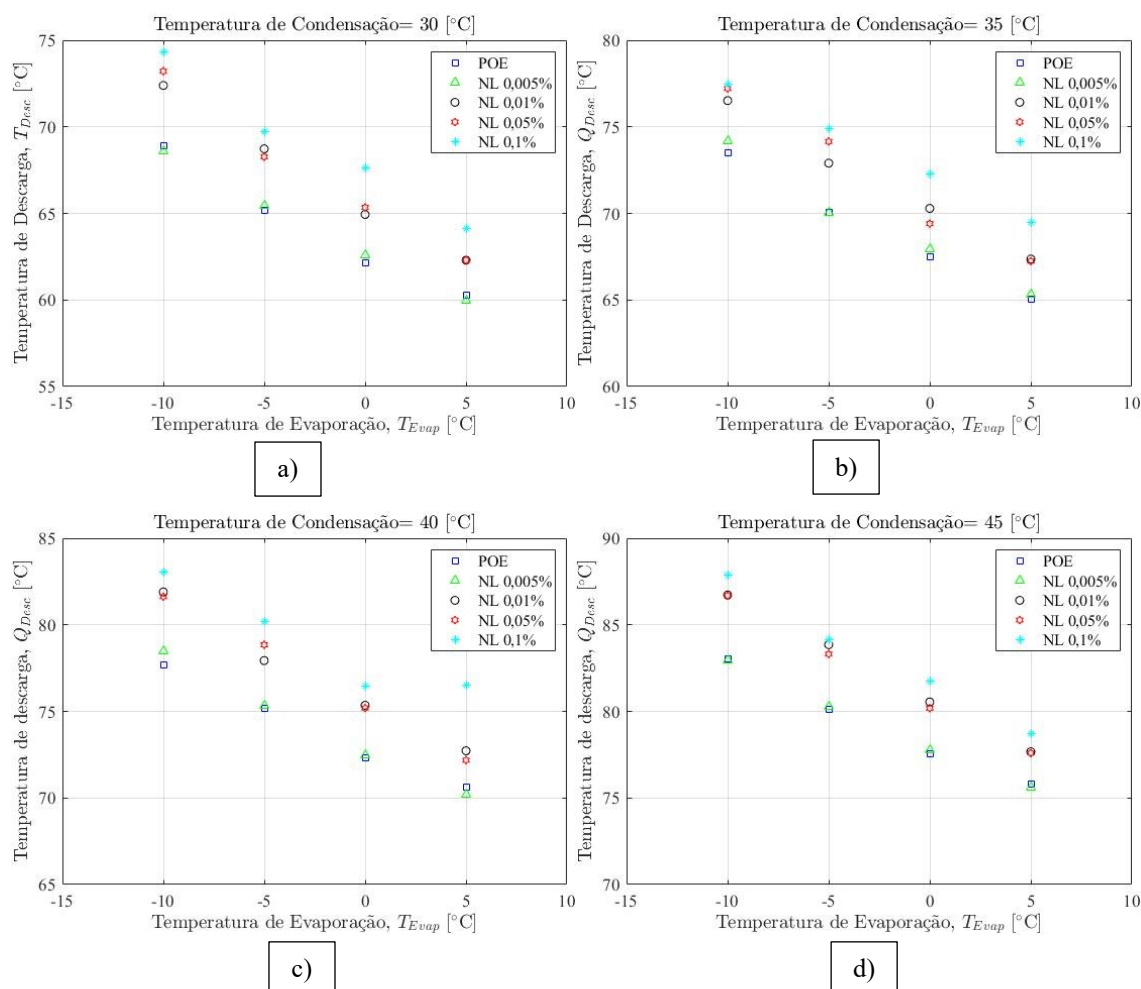 Temperatura de Condensação= 30 [°C]
Temperatura de Descarga, T_Desc [°C]
75
70
65
60
55
POE
NL 0,005%
NL 0,01%
NL 0,05%
NL 0,1%
-15 -10 -5 0 5 10
Temperatura de Evaporação, T_Evap [°C]
a)
Temperatura de Condensação= 35 [°C]
Temperatura de Descarga, Q_Desc [°C]
80
75
70
65
60
POE
NL 0,005%
NL 0,01%
NL 0,05%
NL 0,1%
-15 -10 -5 0 5 10
Temperatura de Evaporação, T_Evap [°C]
b)
Temperatura de Condensação= 40 [°C]
Temperatura de descarga, Q_Desc [°C]
85
80
75
70
65
POE
NL 0,005%
NL 0,01%
NL 0,05%
NL 0,1%
-15 -10 -5 0 5 10
Temperatura de Evaporação, T_Evap [°C]
c)
Temperatura de Condensação= 45 [°C]
Temperatura de descarga, Q_Desc [°C]
90
85
80
75
70
POE
NL 0,005%
NL 0,01%
NL 0,05%
NL 0,1%
-15 -10 -5 0 5 10
Temperatura de Evaporação, T_Evap [°C]
d)